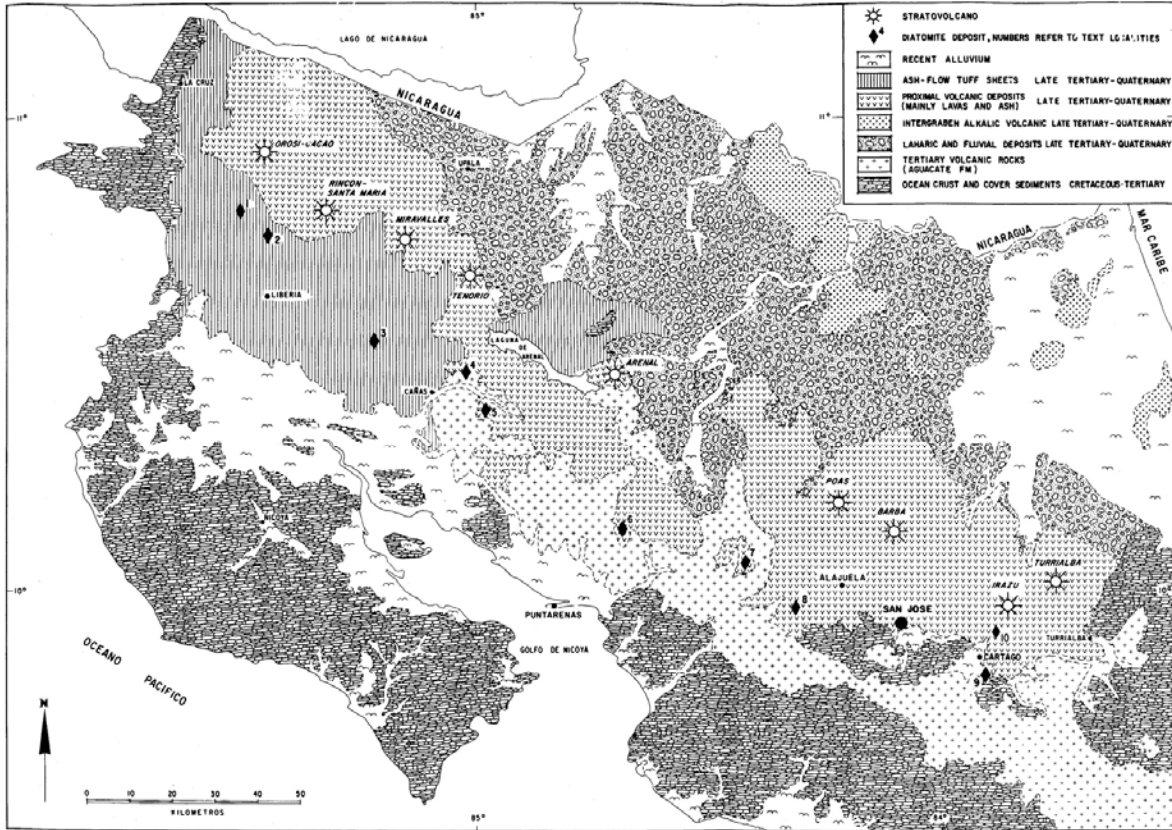 85°
LAGO DE NICARAGUA
STRATOVOLCANO
4
DIATOMITE DEPOSIT, NUMBERS REFER TO TEXT LOCALITIES
RECENT ALLUVIUM
ASH-FLOW TUFF SHEETS LATE TERTIARY-QUATERNARY
PROXIMAL VOLCANIC DEPOSITS
(MAINLY LAVAS AND ASH) LATE TERTIARY-QUATERNARY
INTERGRABEN ALKALIC VOLCANIC LATE TERTIARY-QUATERNARY
LAHARIC AND FLUVIAL DEPOSITS LATE TERTIARY-QUATERNARY
TERTIARY VOLCANIC ROCKS
(AGUACATE FM)
OCEAN CRUST AND COVER SEDIMENTS CRETACEOUS-TERTIARY
LA CRUZ
NICARAGUA
11°
11°
OROSI-CACAO
UPALA
RINCON-
SANTA MARIA
1
2
MIRAVALLES
NICARAGUA
MAR CARIBE
TENORIO
LIBERIA
3
LAGUNA
DE
ARENAL
ARENAL
4
CAÑAS
5
POAS
BARBA
6
7
TURRIALBA
ALAJUELA
IRAZU
10°
8
PUNTARENAS
SAN JOSE
10
TURRIALBA
GOLFO DE NICOYA
CARTAGO
9
OCEANO
PACIFICO
N
0 10 20 30 40 50
KILOMETROS
85°
84°